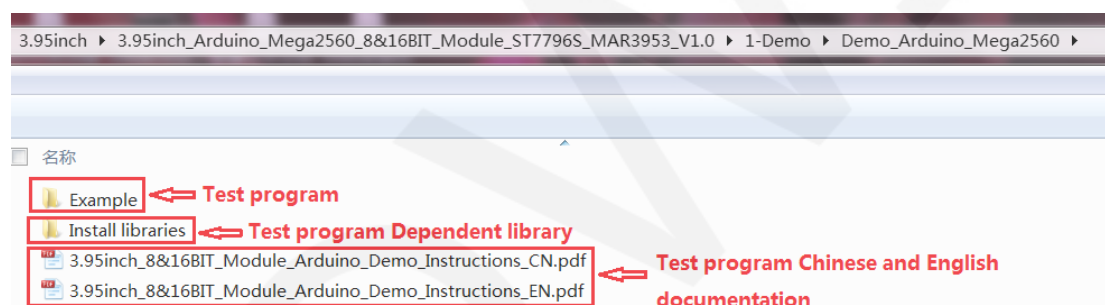 3.95inch ▸ 3.95inch_Arduino_Mega2560_8&16BIT_Module_ST7796S_MAR3953_V1.0 ▸ 1-Demo ▸ Demo_Arduino_Mega2560 ▸
名称
Example Test program
Install libraries Test program Dependent library
3.95inch_8&16BIT_Module_Arduino_Demo_Instructions_CN.pdf
3.95inch_8&16BIT_Module_Arduino_Demo_Instructions_EN.pdf
Test program Chinese and English
documentation